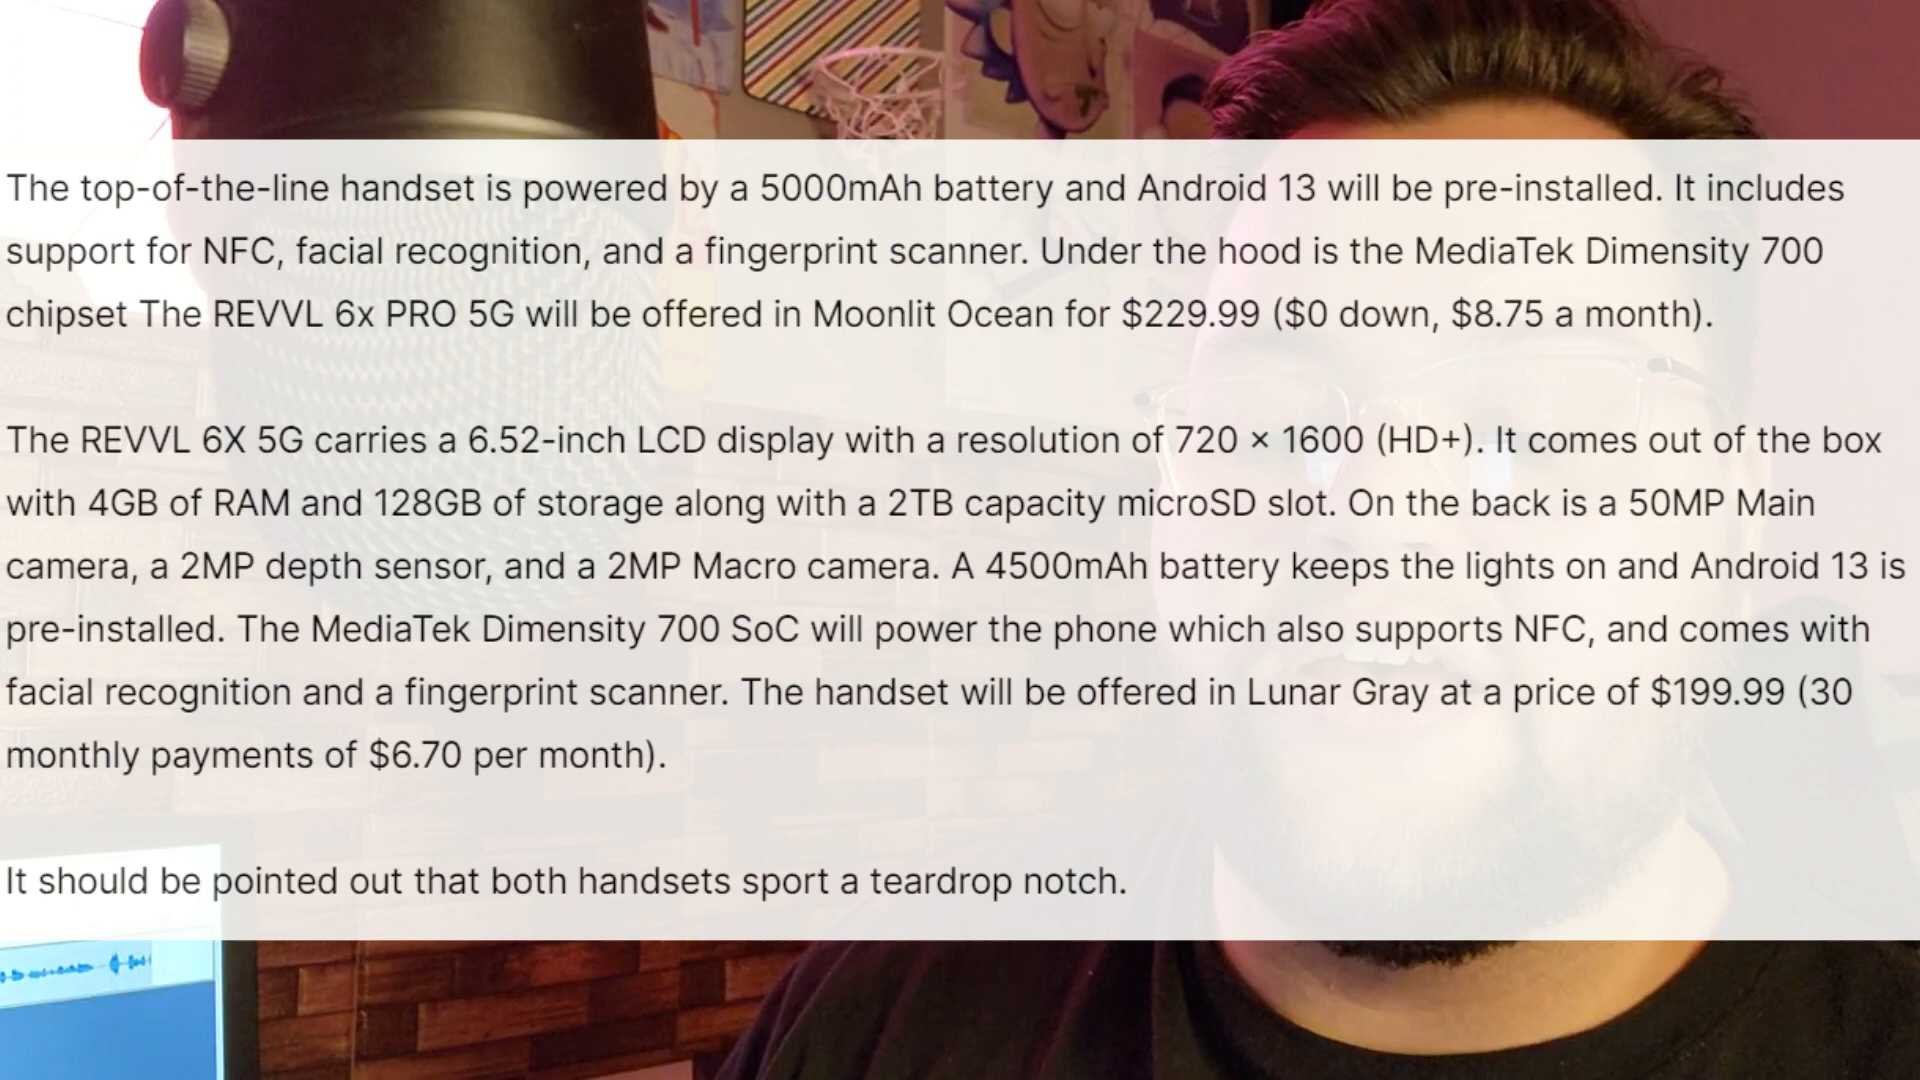 The top-of-the-line handset is powered by a 5000mAh battery and Android 13 will be pre-installed. It includes
support for NFC, facial recognition, and a fingerprint scanner. Under the hood is the MediaTek Dimensity 700
chipset The REVVL 6x PRO 5G will be offered in Moonlit Ocean for $229.99 ($0 down, $8.75 a month).
The REVVL 6X 5G carries a 6.52-inch LCD display with a resolution of 720 × 1600 (HD+). It comes out of the box
with 4GB of RAM and 128GB of storage along with a 2TB capacity microSD slot. On the back is a 50MP Main
camera, a 2MP depth sensor, and a 2MP Macro camera. A 4500mAh battery keeps the lights on and Android 13 is
pre-installed. The MediaTek Dimensity 700 SoC will power the phone which also supports NFC, and comes with
facial recognition and a fingerprint scanner. The handset will be offered in Lunar Gray at a price of $199.99 (30
monthly payments of $6.70 per month).
It should be pointed out that both handsets sport a teardrop notch.